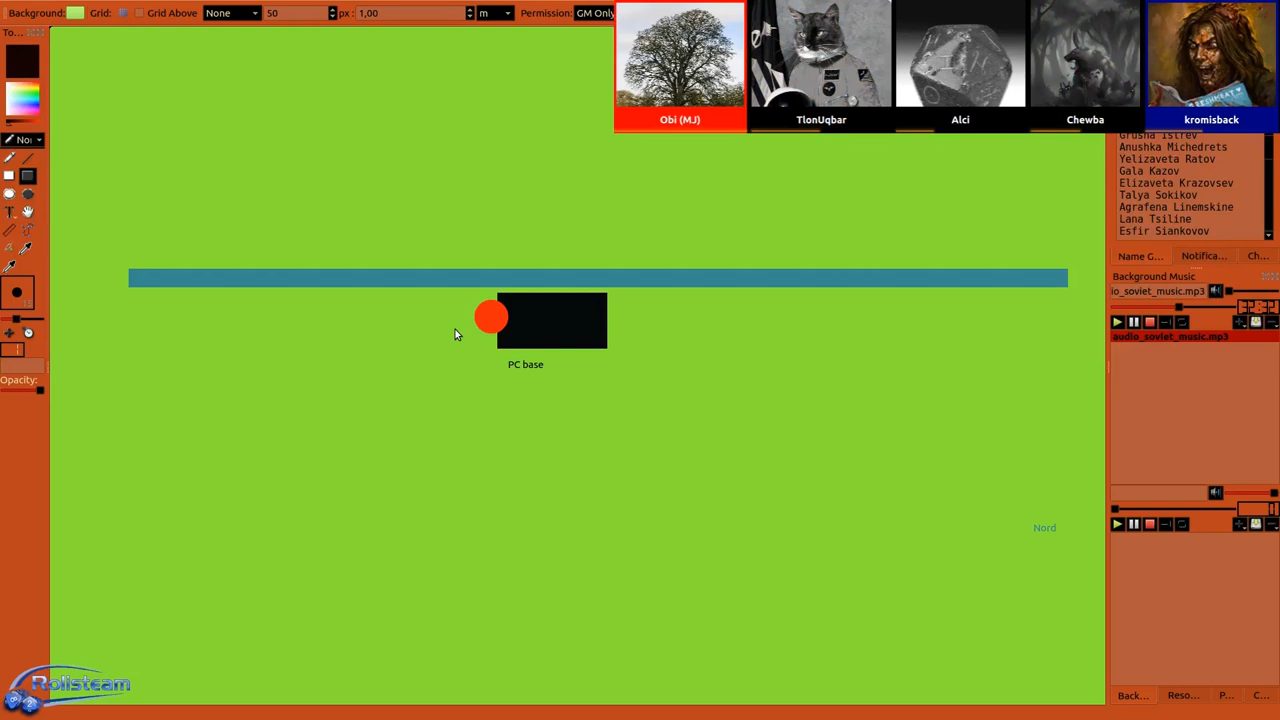 Background:
Grid:
Grid Above
None
50
px :
1,00
m
Permission:
GM Only
To...
Nor
Opacity:
Obi (MJ)
TlonUqbar
Alci
Chewba
kromisback
FRESHMEAT
Grusha Istrev
Anushka Michedrets
Yelizaveta Ratov
Gala Kazov
Elizaveta Krazovsev
Talya Sokikov
Agrafena Linemskine
Lana Tsiline
Esfir Siankovov
Name G...
Notifica...
Ch...
Background Music
io_soviet_music.mp3
audio_soviet_music.mp3
PC base
Nord
Back...
Reso...
P...
C...
Rolisteam